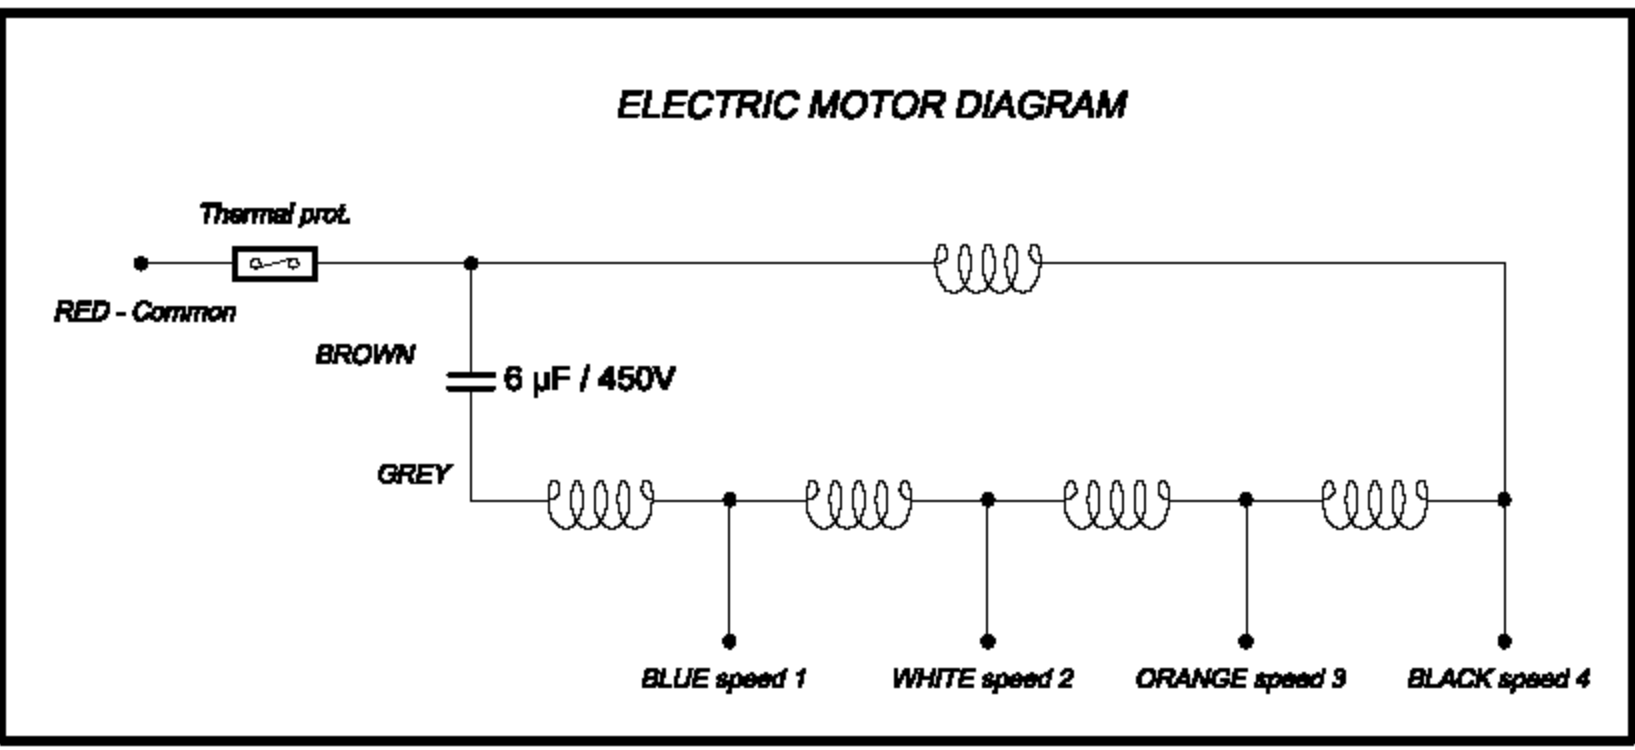 ELECTRIC MOTOR DIAGRAM
Thermal prot.
RED - Common
BROWN
6 µF / 450V
GREY
BLUE speed 1
WHITE speed 2
ORANGE speed 3
BLACK speed 4